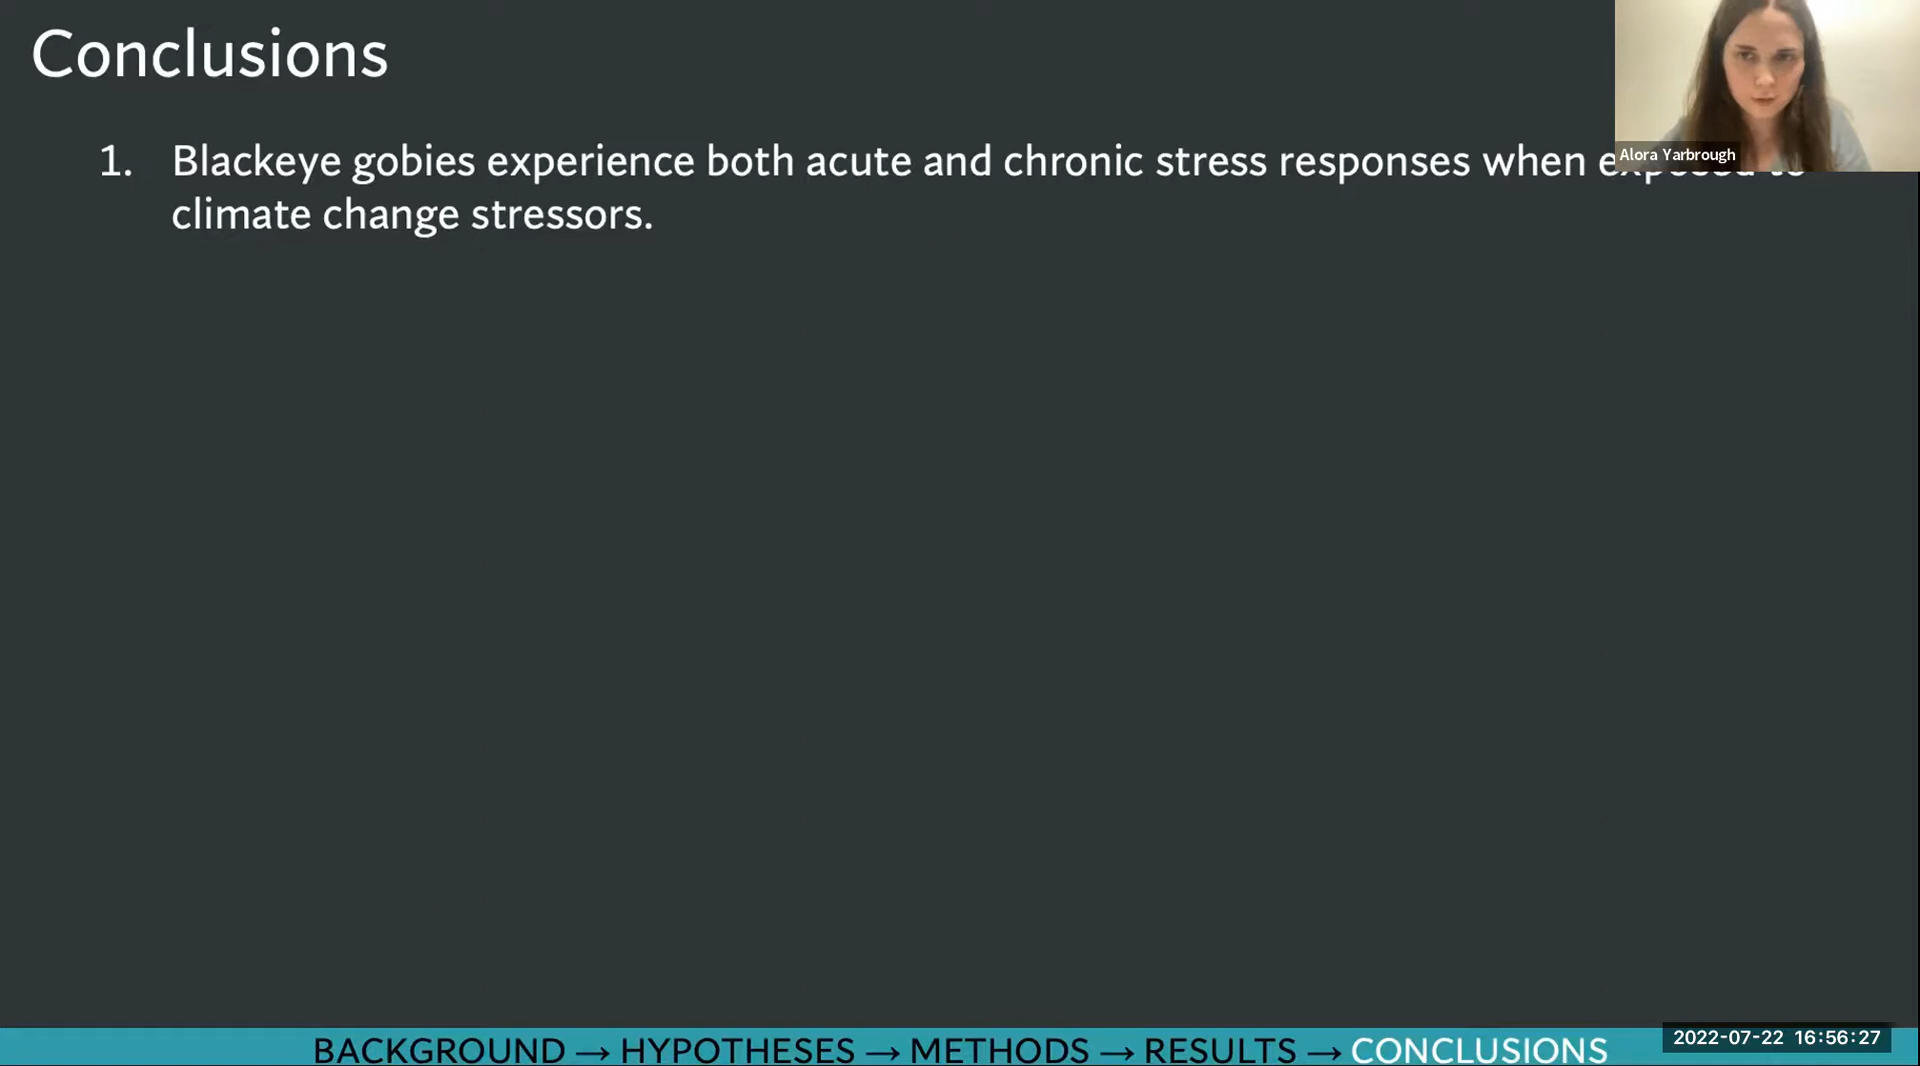 Conclusions
1. Blackeye gobies experience both acute and chronic stress responses when exposed to
climate change stressors.
Alora Yarbrough
BACKGROUND → HYPOTHESES → METHODS → RESULTS → CONCLUSIONS
2022-07-22 16:56:27